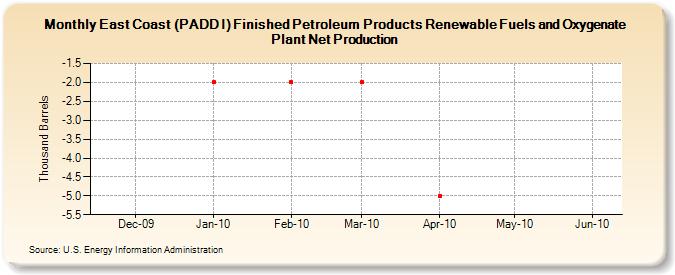 Monthly East Coast (PADD I) Finished Petroleum Products Renewable Fuels and Oxygenate
Plant Net Production
Thousand Barrels
-1.5
-2.0
-2.5
-3.0
-3.5
-4.0
-4.5
-5.0
-5.5
Dec-09 Jan-10 Feb-10 Mar-10 Apr-10 May-10 Jun-10
Source: U.S. Energy Information Administration